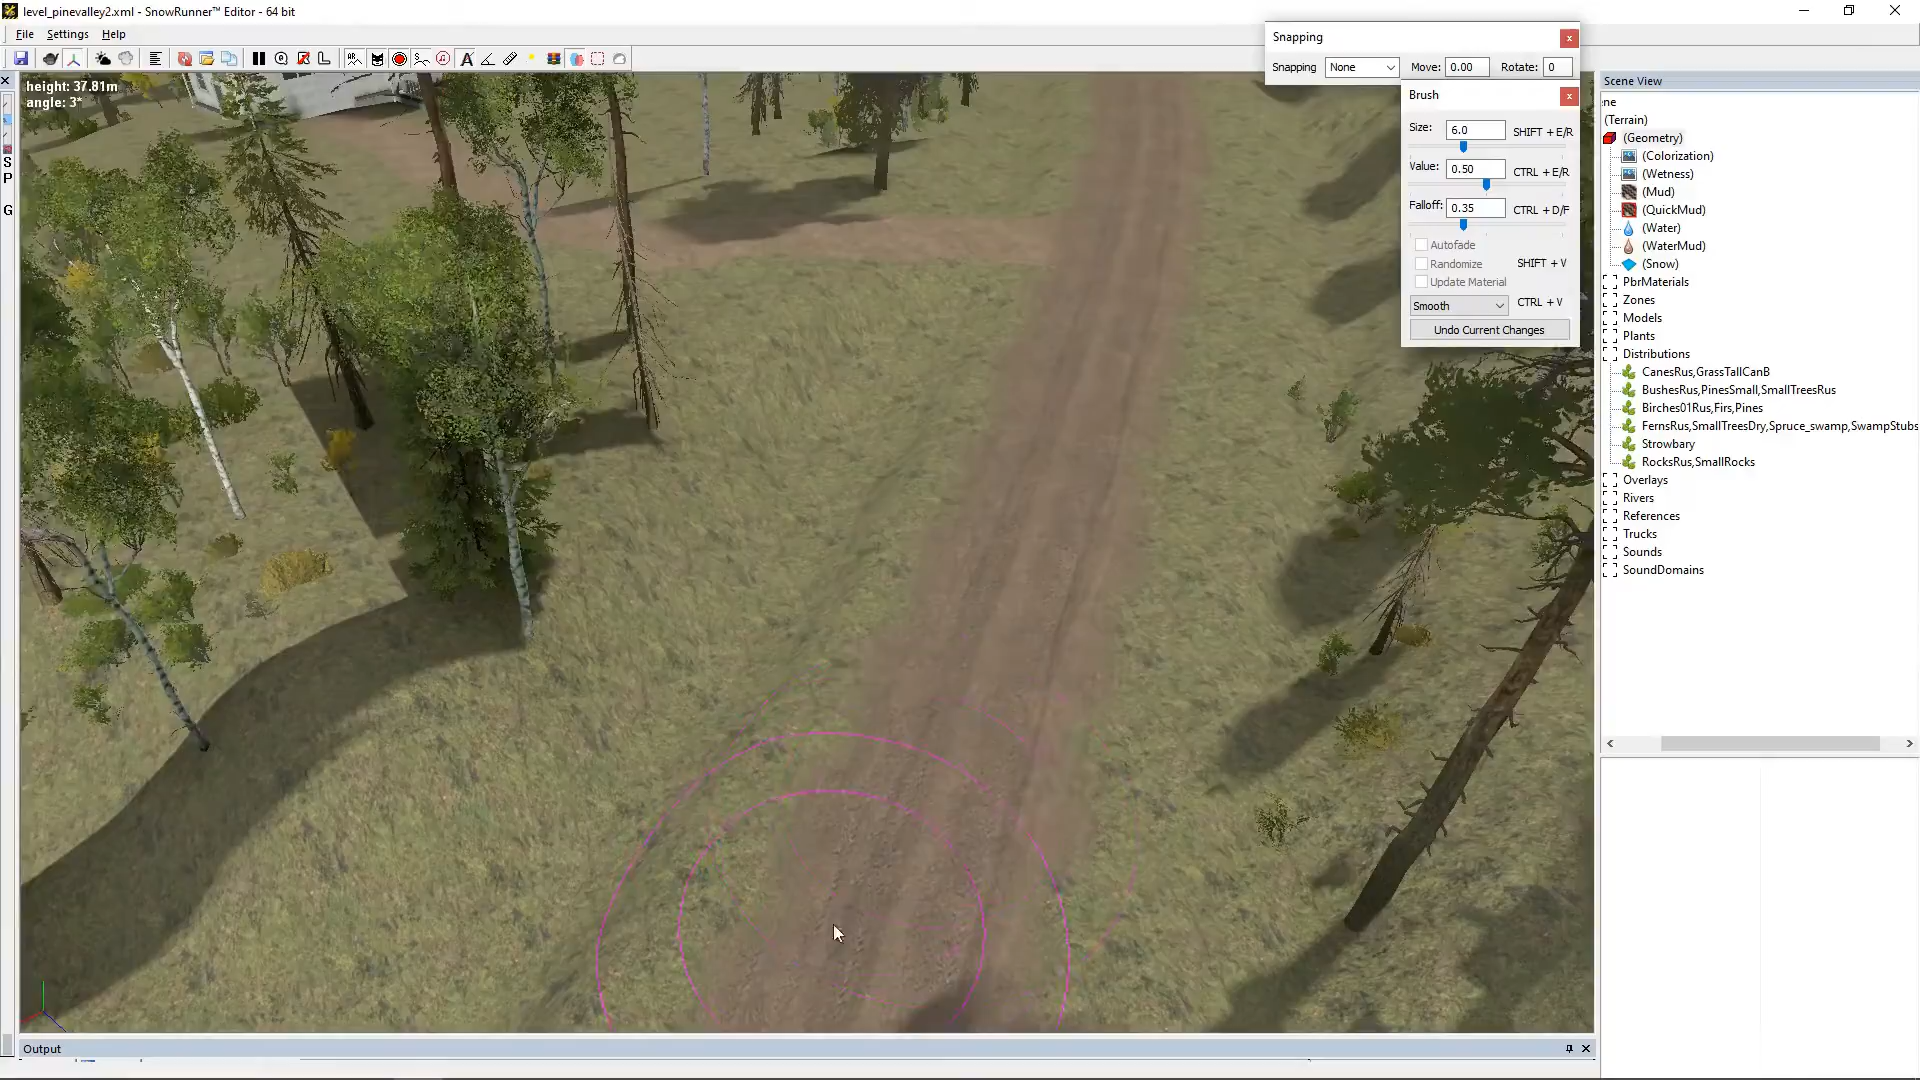 level_pinevalley2.xml - SnowRunner™ Editor - 64 bit
File Settings Help
height: 37.81m
angle: 3*
S
P
G
Snapping
Snapping None Move: 0.00 Rotate: 0
Brush
Size: 6.0 SHIFT + E/R
Value: 0.50 CTRL + E/R
Falloff: 0.35 CTRL + D/F
Autofade
Randomize SHIFT + V
Update Material
Smooth CTRL + V
Undo Current Changes
Scene View
ne
(Terrain)
(Geometry)
(Colorization)
(Wetness)
(Mud)
(QuickMud)
(Water)
(WaterMud)
(Snow)
PbrMaterials
Zones
Models
Plants
Distributions
CanesRus,GrassTallCanB
BushesRus,PinesSmall,SmallTreesRus
Birches01Rus,Firs,Pines
FernsRus,SmallTreesDry,Spruce_swamp,SwampStubs
Strowbary
RocksRus,SmallRocks
Overlays
Rivers
References
Trucks
Sounds
SoundDomains
Output